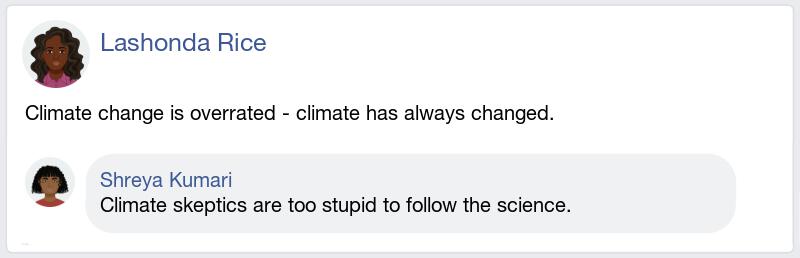 Lashonda Rice
Climate change is overrated - climate has always changed.
Shreya Kumari
Climate skeptics are too stupid to follow the science.